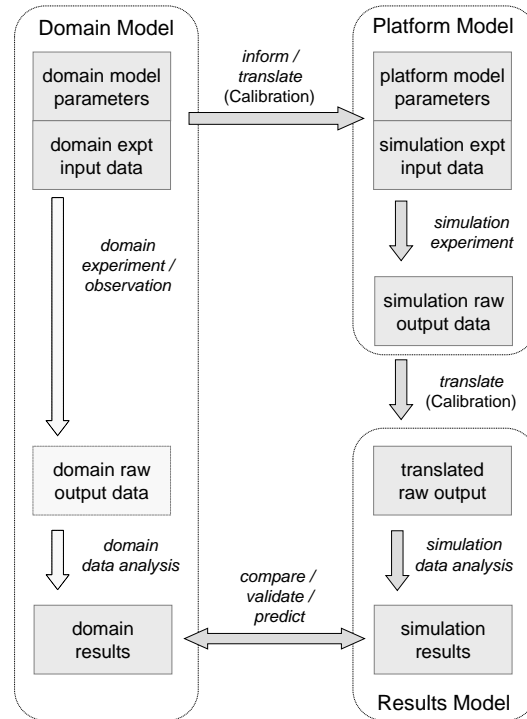 Domain Model
domain model
parameters
domain expt
input data
domain
experiment /
observation
domain raw
output data
domain
data analysis
domain
results
inform /
translate
(Calibration)
compare /
validate /
predict
Platform Model
platform model
parameters
simulation expt
input data
simulation
experiment
simulation raw
output data
translate
(Calibration)
translated
raw output
simulation
data analysis
simulation
results
Results Model